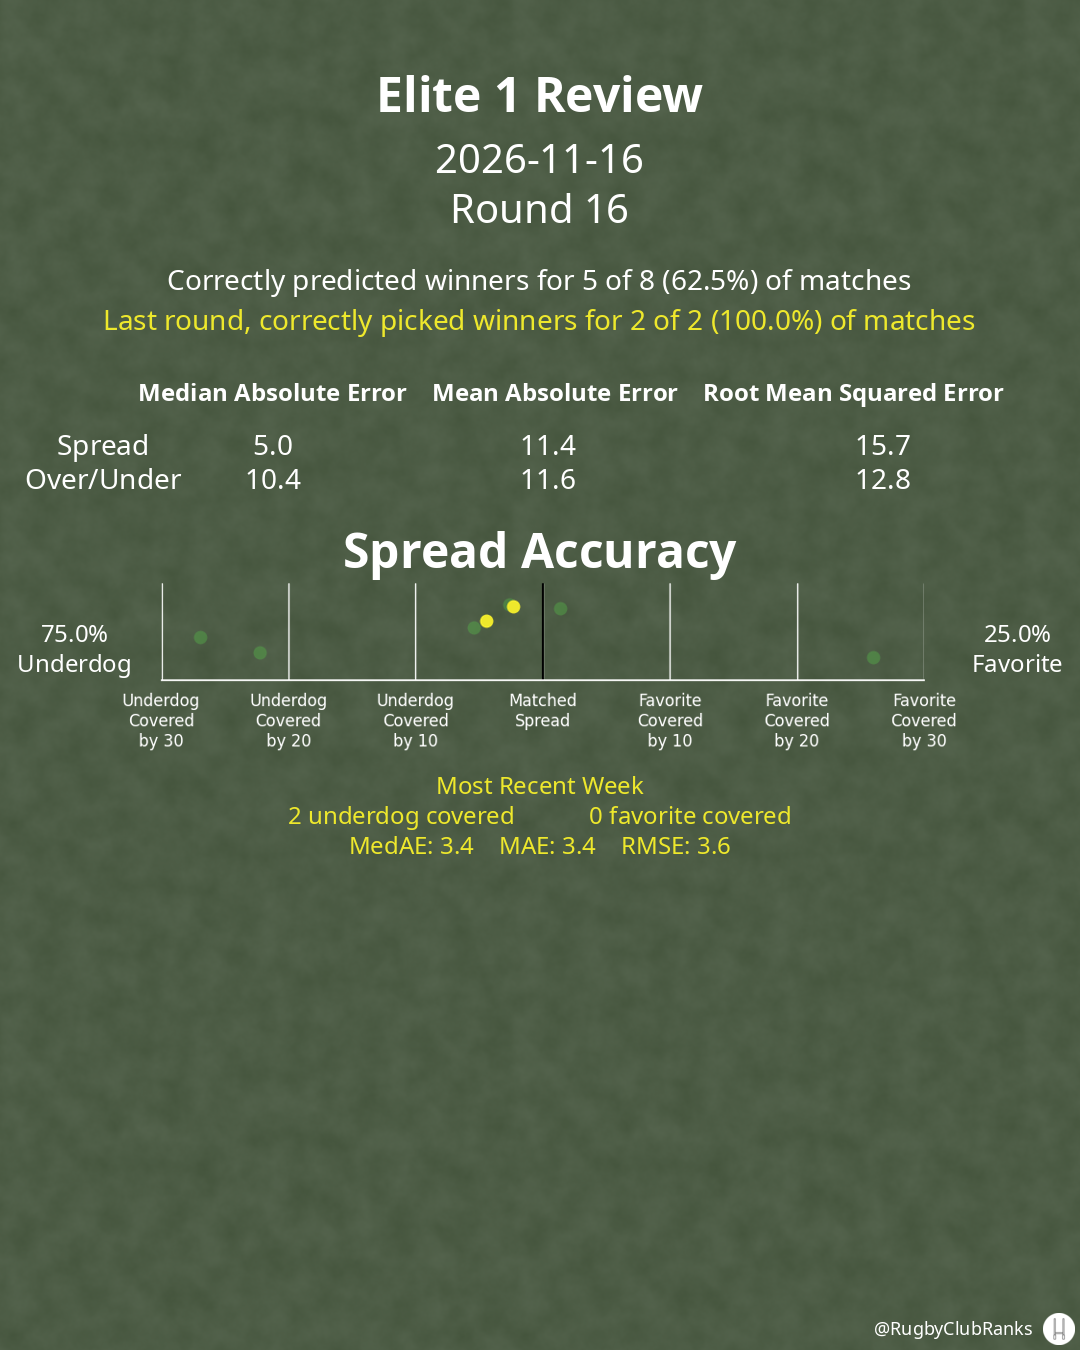 Elite 1 Review
2026-11-16
Round 16
Correctly predicted winners for 5 of 8 (62.5%) of matches
Last round, correctly picked winners for 2 of 2 (100.0%) of matches
Median Absolute Error Mean Absolute Error Root Mean Squared Error
Spread 5.0 11.4 15.7
Over/Under 10.4 11.6 12.8
Spread Accuracy
75.0%
Underdog
25.0%
Favorite
Underdog
Covered
by 30
Underdog
Covered
by 20
Underdog
Covered
by 10
Matched
Spread
Favorite
Covered
by 10
Favorite
Covered
by 20
Favorite
Covered
by 30
Most Recent Week
2 underdog covered 0 favorite covered
MedAE: 3.4 MAE: 3.4 RMSE: 3.6
@RugbyClubRanks